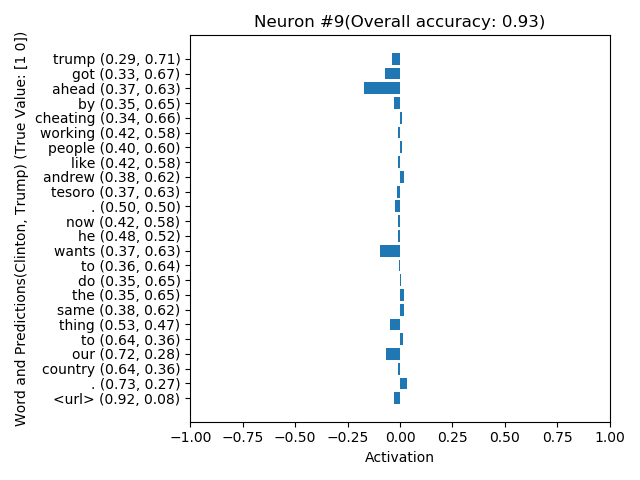 Neuron #9(Overall accuracy: 0.93)
Word and Predictions(Clinton, Trump) (True Value: [1 0])
trump (0.29, 0.71)
got (0.33, 0.67)
ahead (0.37, 0.63)
by (0.35, 0.65)
cheating (0.34, 0.66)
working (0.42, 0.58)
people (0.40, 0.60)
like (0.42, 0.58)
andrew (0.38, 0.62)
tesoro (0.37, 0.63)
. (0.50, 0.50)
now (0.42, 0.58)
he (0.48, 0.52)
wants (0.37, 0.63)
to (0.36, 0.64)
do (0.35, 0.65)
the (0.35, 0.65)
same (0.38, 0.62)
thing (0.53, 0.47)
to (0.64, 0.36)
our (0.72, 0.28)
country (0.64, 0.36)
. (0.73, 0.27)
<url> (0.92, 0.08)
−1.00 −0.75 −0.50 −0.25 0.00 0.25 0.50 0.75 1.00
Activation